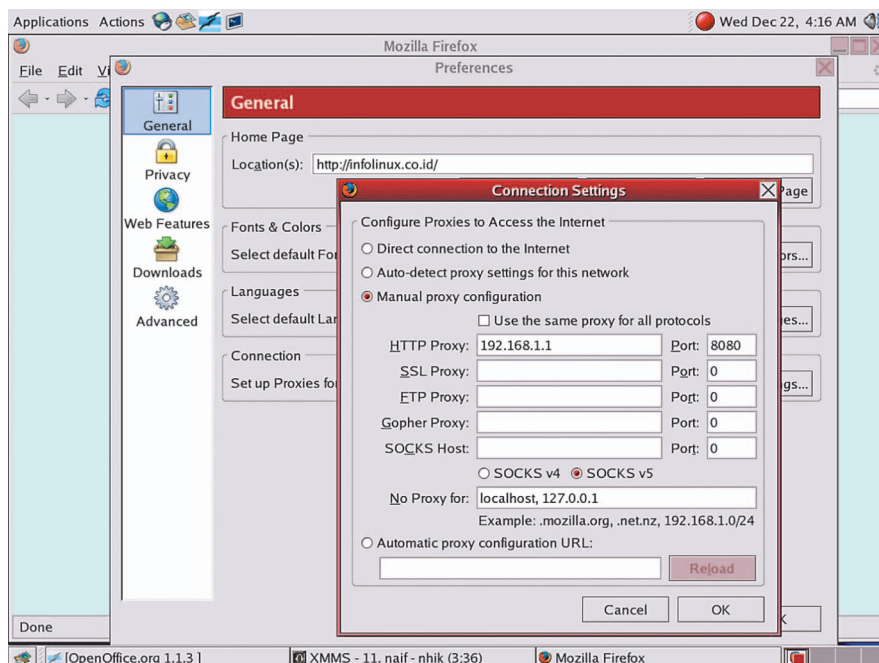 Applications Actions Wed Dec 22, 4:16 AM
Mozilla Firefox
File Edit
Preferences
General
Privacy
Web Features
Downloads
Advanced
General
Home Page
Location(s): http://infolinux.co.id/
Page
Fonts & Colors
Select default
Languages
Select default
Connection
Set up Proxies
Connection Settings
Configure Proxies to Access the Internet
Direct connection to the Internet
Auto-detect proxy settings for this network
Manual proxy configuration
Use the same proxy for all protocols
HTTP Proxy: 192.168.1.1 Port: 8080
SSL Proxy: Port: 0
FTP Proxy: Port: 0
Gopher Proxy: Port: 0
SOCKS Host: Port: 0
SOCKS v4 SOCKS v5
No Proxy for: localhost, 127.0.0.1
Example: .mozilla.org, .net.nz, 192.168.1.0/24
Automatic proxy configuration URL:
Reload
Cancel OK
Done
[OpenOffice.org 1.1.3 ] XMMS - 11. naif - nhik (3:36) Mozilla Firefox